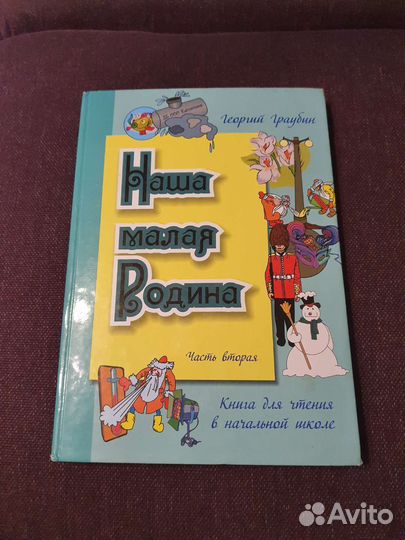 Георгий Граубин
Наша
малая
Родина
Часть вторая
Книга для чтения
в начальной школе
Avito